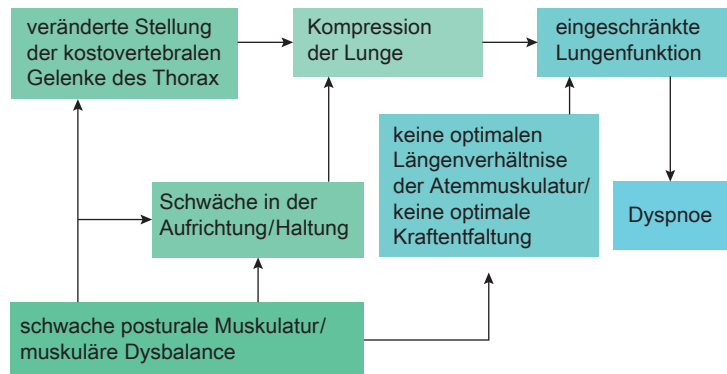 veränderte Stellung
der kostovertebralen
Gelenke des Thorax
Kompression
der Lunge
eingeschränkte
Lungenfunktion
keine optimalen
Längenverhältnise
der Atemmuskulatur/
keine optimale
Kraftentfaltung
Schwäche in der
Aufrichtung/Haltung
Dyspnoe
schwache posturale Muskulatur/
muskuläre Dysbalance